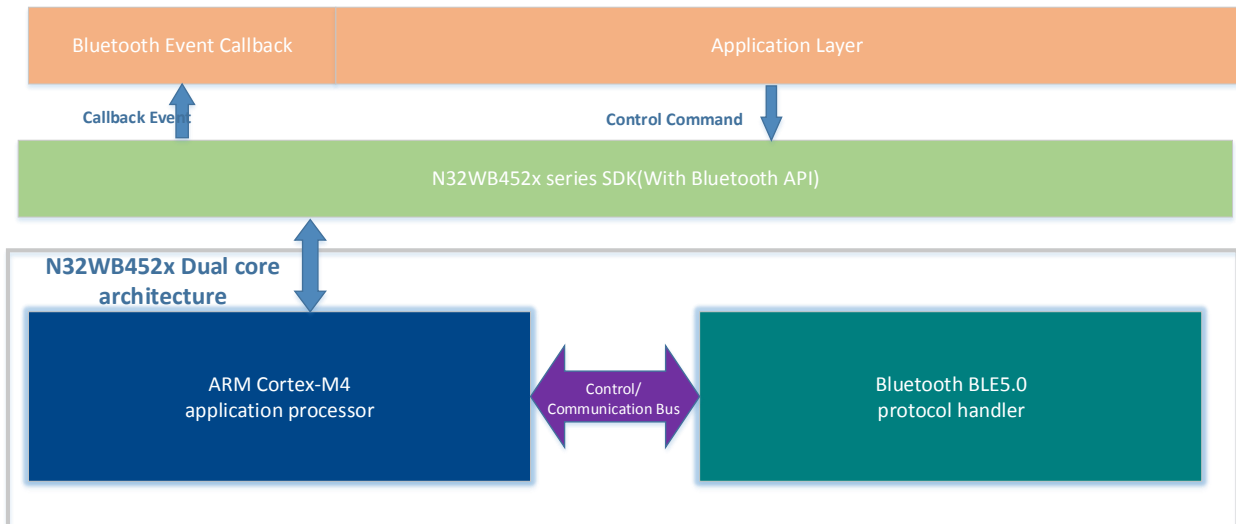 Bluetooth Event Callback
Application Layer
Callback Event
Control Command
N32WB452x series SDK(With Bluetooth API)
N32WB452x Dual core
architecture
ARM Cortex-M4
application processor
Control/
Communication Bus
Bluetooth BLE5.0
protocol handler